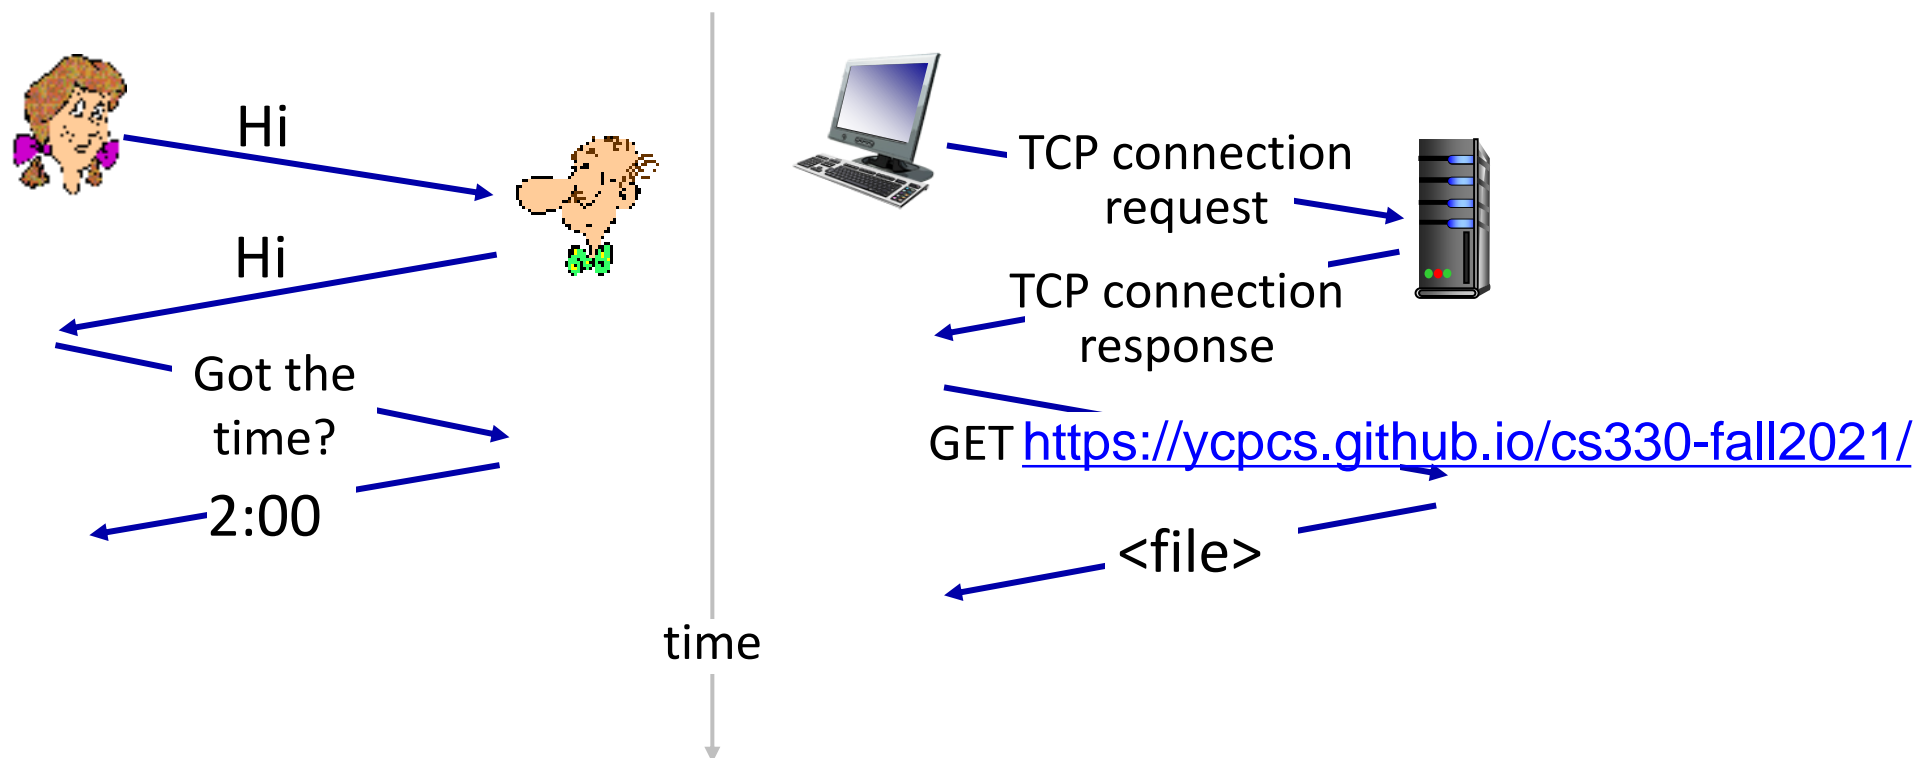 Hi
Hi
Got the
time?
2:00
time
TCP connection
request
TCP connection
response
GET https://ycpcs.github.io/cs330-fall2021/
<file>